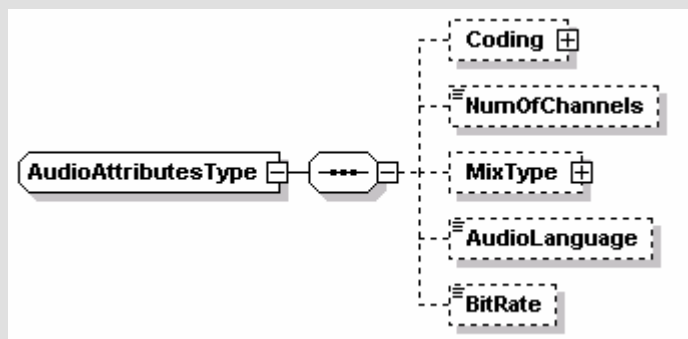 Coding
NumOfChannels
AudioAttributesType
MixType
AudioLanguage
BitRate